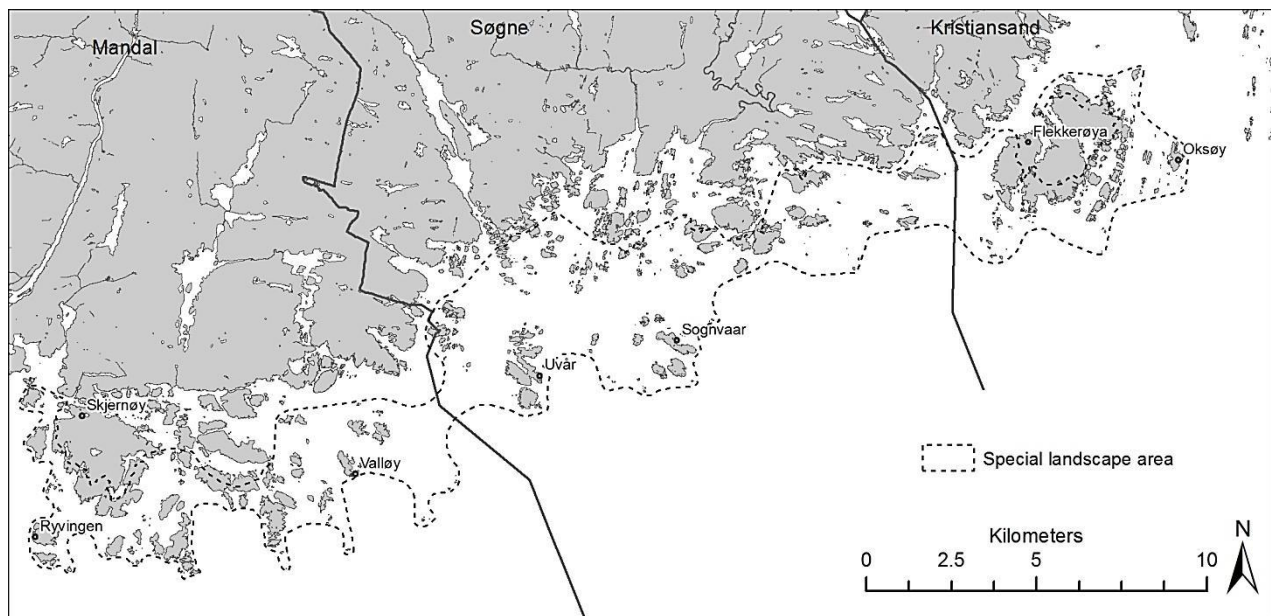 Mandal
Søgne
Kristiansand
Flekkerøya
Oksøy
Sognvaar
Uvår
Skjernøy
Valløy
Ryvingen
Special landscape area
Kilometers
0 2.5 5 10
N